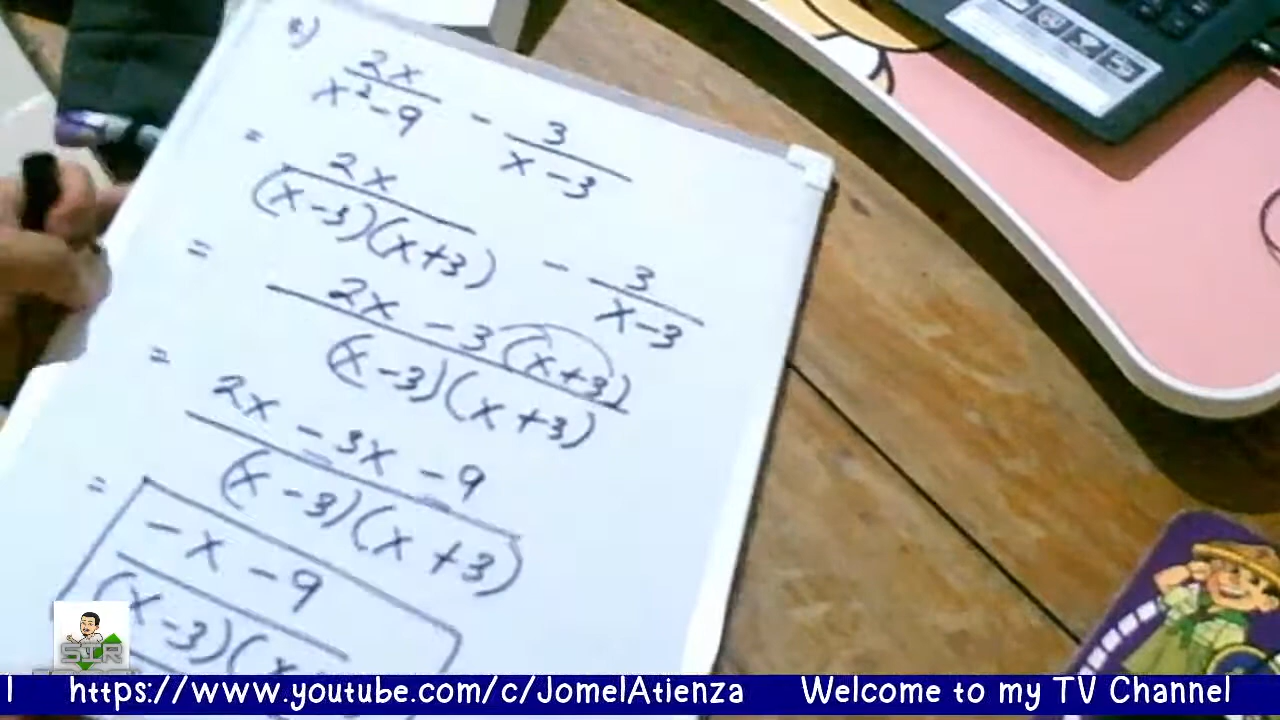 2x/(x²-9) - 3/(x-3)
= 2x/((x-3)(x+3)) - 3/(x-3)
= (2x - 3(x+3))/((x-3)(x+3))
= (2x - 3x - 9)/((x-3)(x+3))
= (-x - 9)/((x-3)(x
SIR
https://www.youtube.com/c/JomelAtienza Welcome to my TV Channel